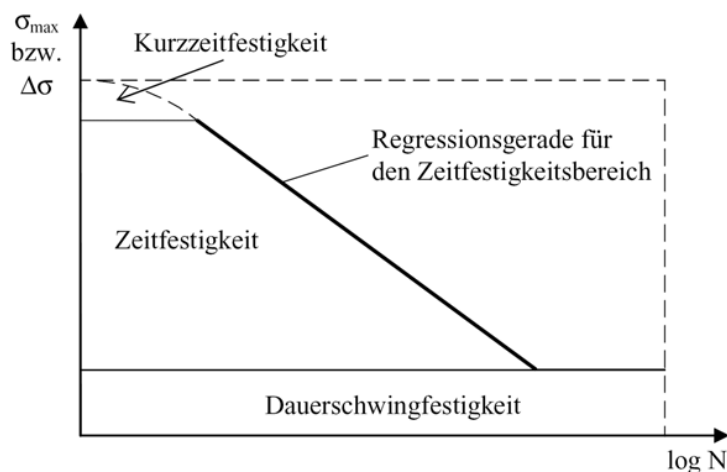 σmax
bzw.
Δσ
Kurzzeitfestigkeit
Regressionsgerade für
den Zeitfestigkeitsbereich
Zeitfestigkeit
Dauerschwingfestigkeit
log N